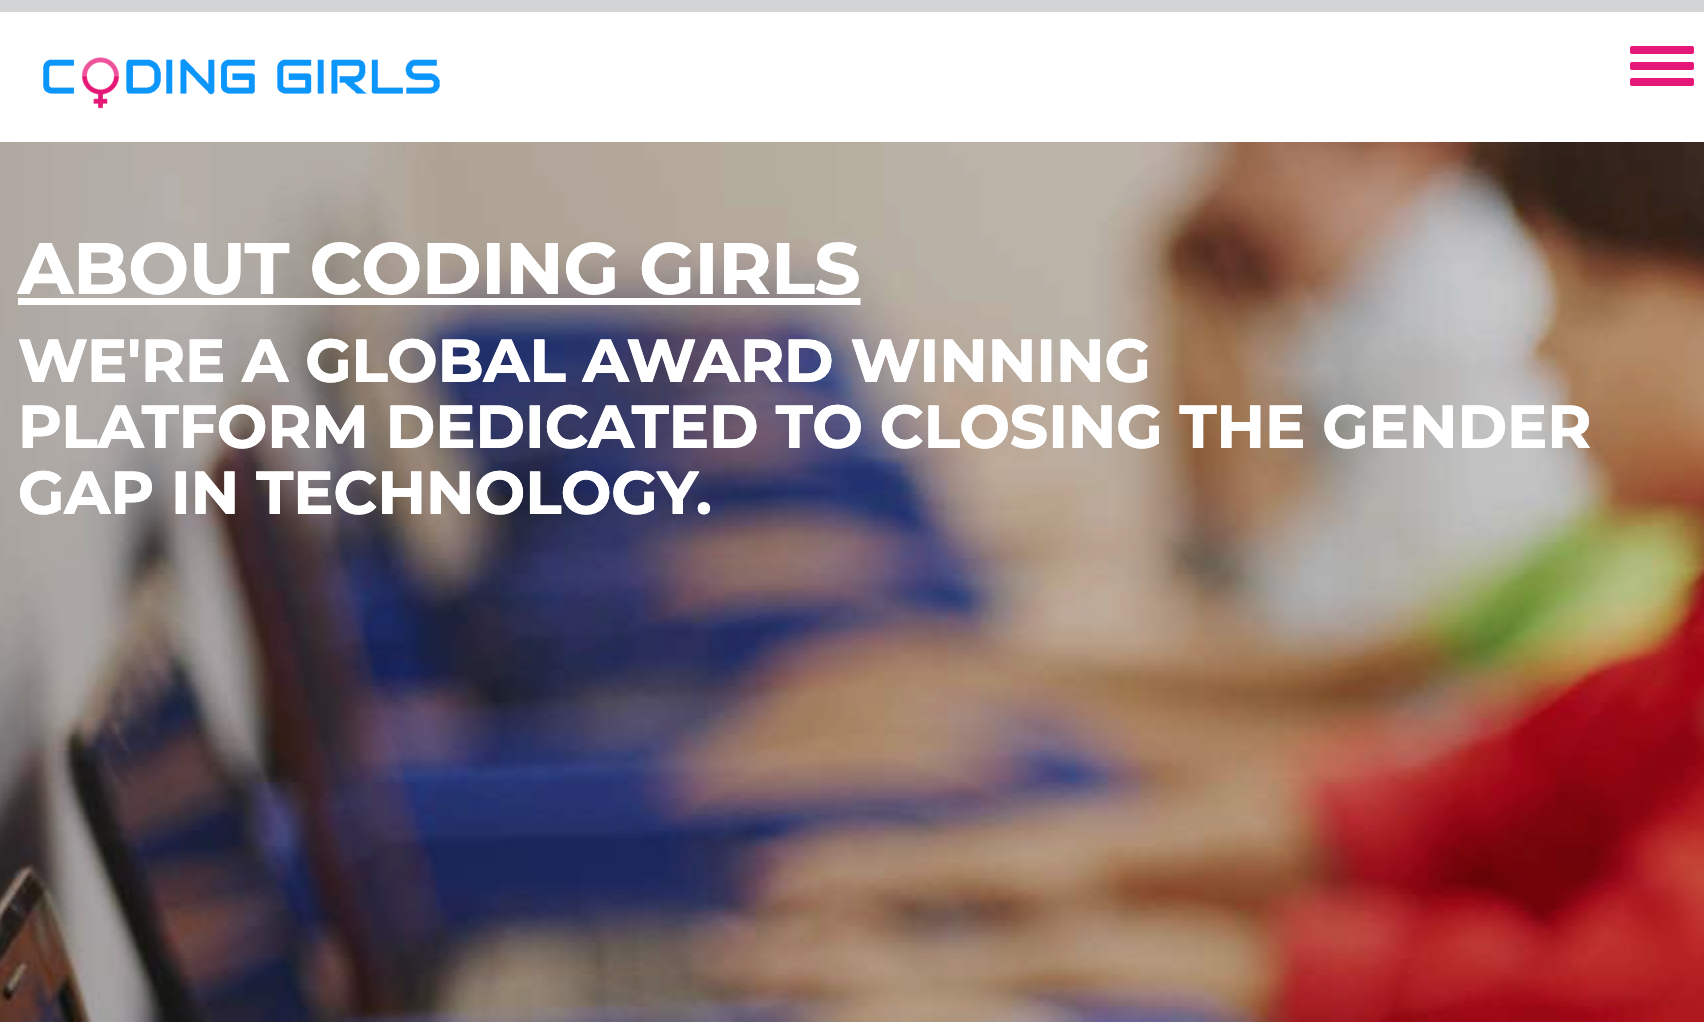 CODING GIRLS
ABOUT CODING GIRLS
WE'RE A GLOBAL AWARD WINNING
PLATFORM DEDICATED TO CLOSING THE GENDER
GAP IN TECHNOLOGY.